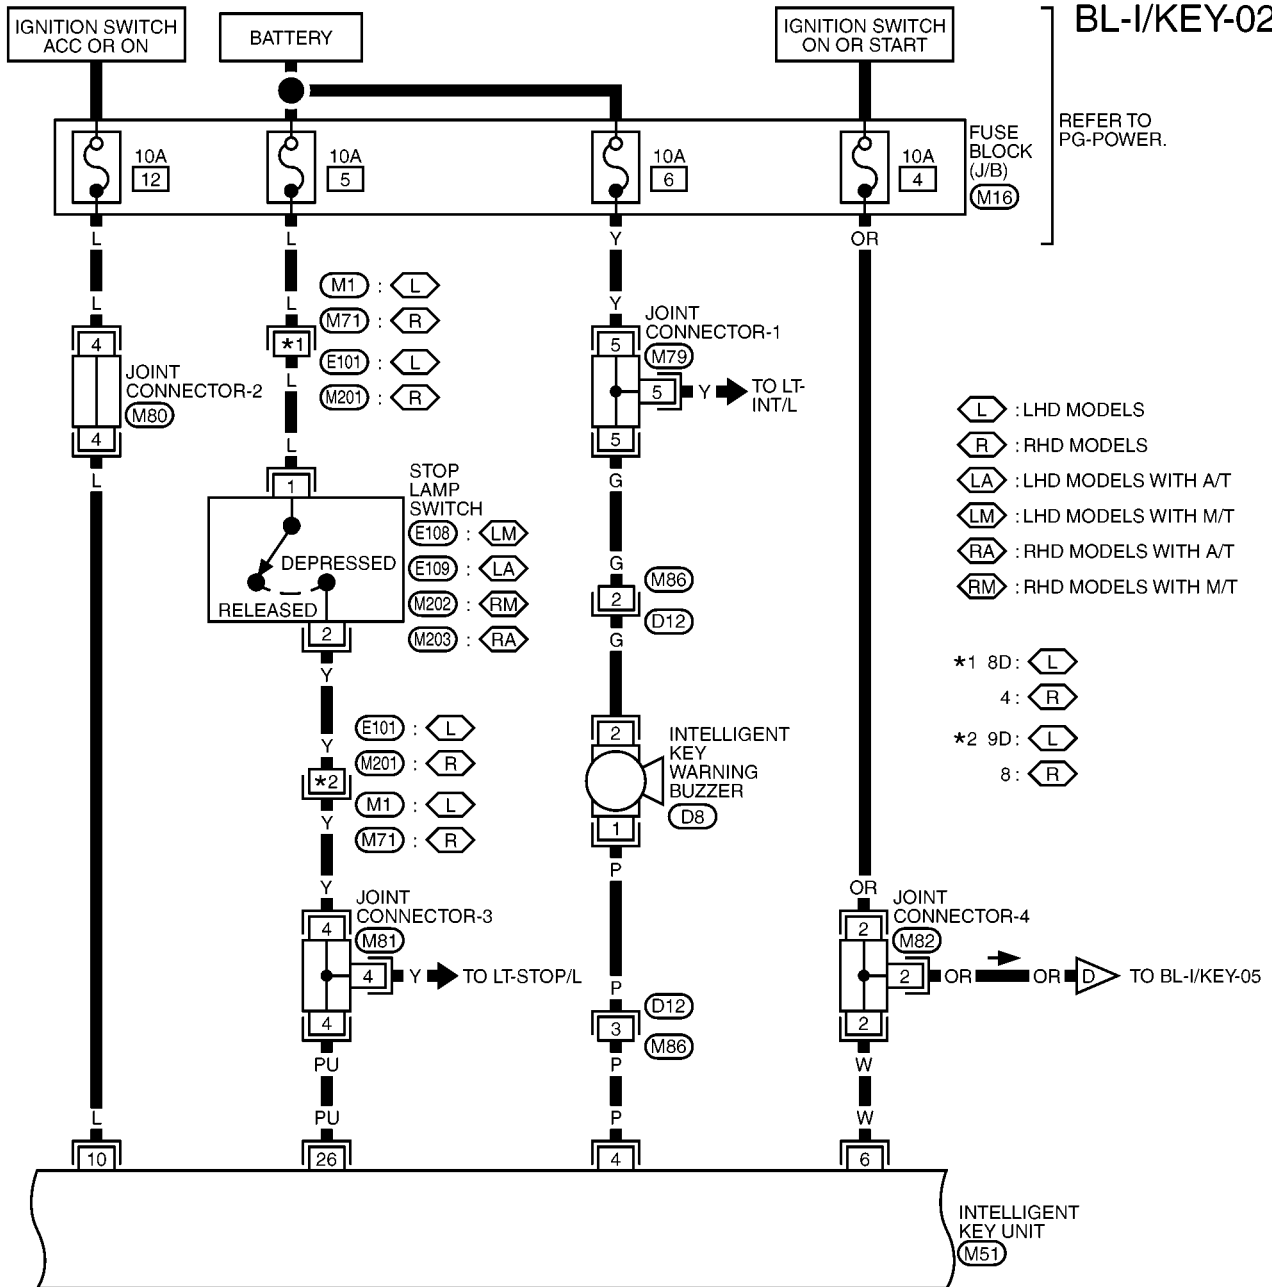 BL-I/KEY-02
IGNITION SWITCH
ACC OR ON
BATTERY
IGNITION SWITCH
ON OR START
REFER TO
PG-POWER.
FUSE
BLOCK
(J/B)
M16
10A
12
10A
5
10A
6
10A
4
L
L
Y
OR
L
L
Y
M1 : L
M71 : R
*1
E101 : L
M201 : R
4
JOINT
CONNECTOR-2
M80
4
L
L
L
5
JOINT
CONNECTOR-1
M79
5
Y
TO LT-
INT/L
5
G
L : LHD MODELS
R : RHD MODELS
LA : LHD MODELS WITH A/T
LM : LHD MODELS WITH M/T
RA : RHD MODELS WITH A/T
RM : RHD MODELS WITH M/T
1
STOP
LAMP
SWITCH
E108 : LM
E109 : LA
M202 : RM
M203 : RA
DEPRESSED
RELEASED
2
Y
G
2
M86
D12
G
*1 8D: L
4: R
*2 9D: L
8: R
Y
E101 : L
M201 : R
*2
M1 : L
M71 : R
Y
Y
2
INTELLIGENT
KEY
WARNING
BUZZER
D8
1
P
JOINT
CONNECTOR-3
M81
4
4
Y
TO LT-STOP/L
4
PU
P
D12
3
M86
P
OR
JOINT
CONNECTOR-4
M82
2
2
OR
OR
D
TO BL-I/KEY-05
2
W
L
PU
P
W
10
26
4
6
INTELLIGENT
KEY UNIT
M51